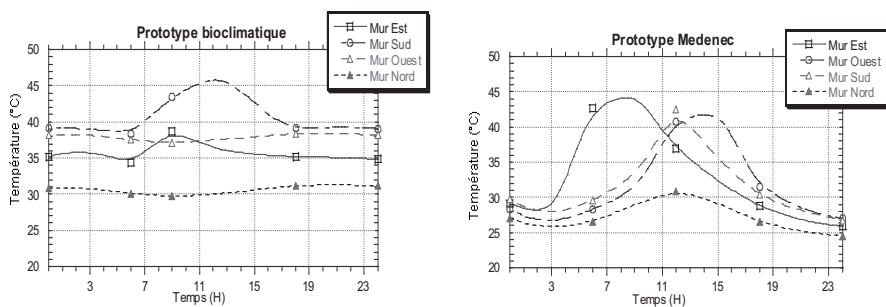 Prototype bioclimatique
Mur Est
Mur Sud
Mur Ouest
Mur Nord
Température (°C)
50
45
40
35
30
25
20
3
7
11
15
19
23
Temps (H)
Prototype Medenec
Mur Est
Mur Ouest
Mur Sud
Mur Nord
Température (°C)
50
45
40
35
30
25
20
3
7
11
15
19
23
Temps (H)